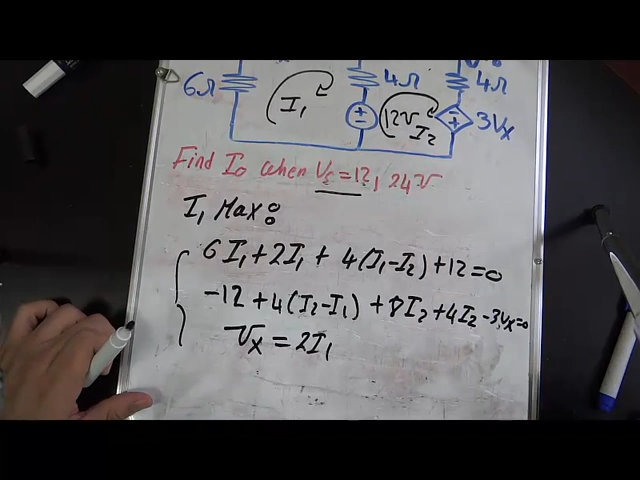 6Ω I₁ 4Ω 12v I₂ 4Ω 3Vx
Find I₀ when Vs=12, 24v
I₁ Max:
6I₁+2I₁+4(I₁-I₂)+12=0
-12+4(I₂-I₁)+8I₂+4I₂-3Vx=0
Vx=2I₁